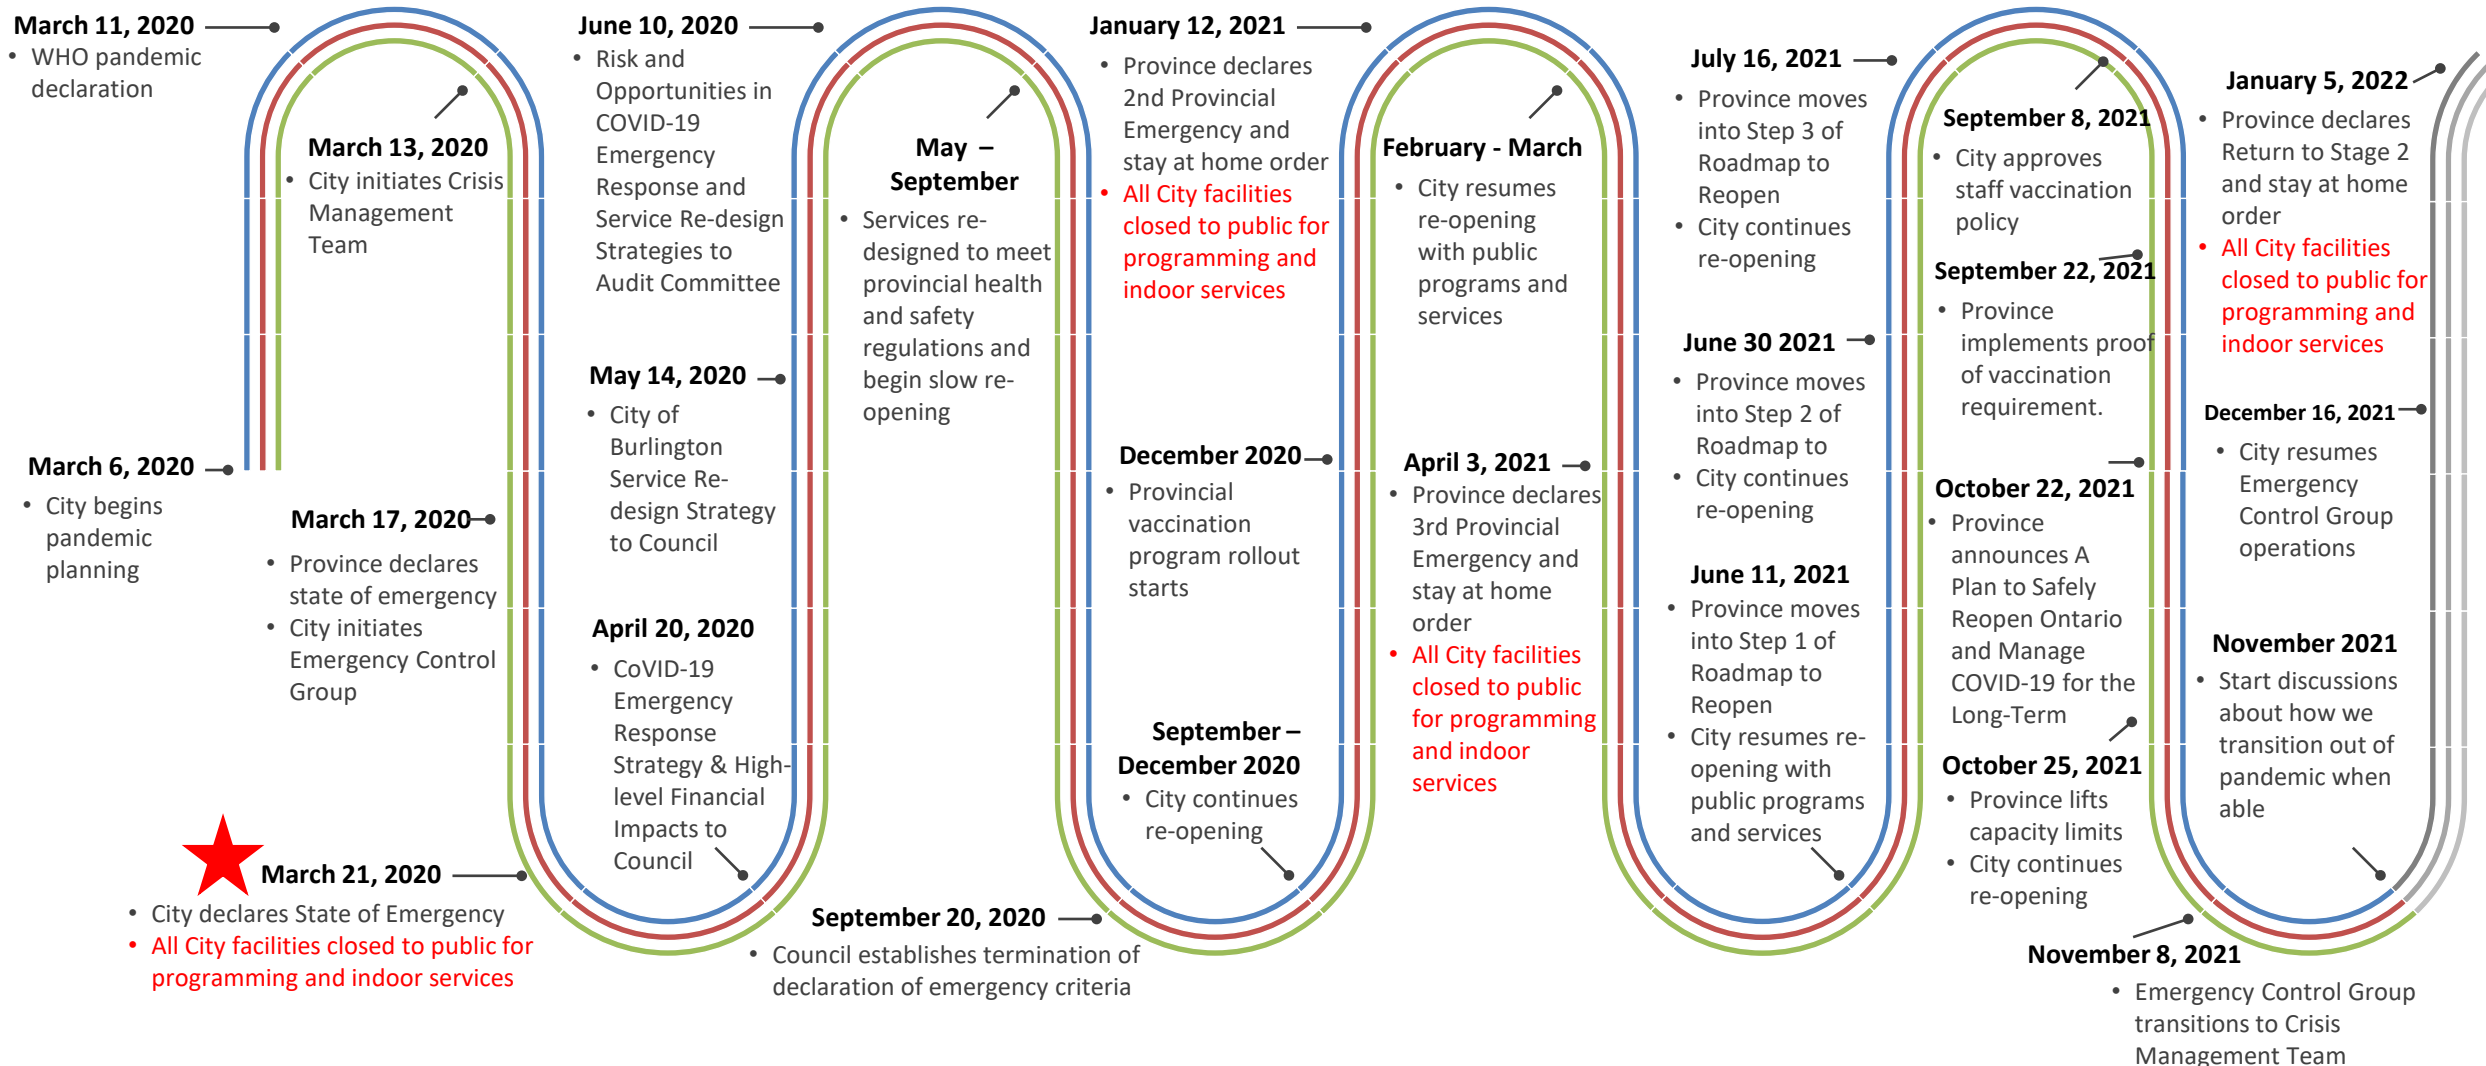 March 6, 2020
• City begins
pandemic
planning
March 11, 2020
• WHO pandemic
declaration
March 13, 2020
• City initiates Crisis
Management
Team
March 17, 2020
• Province declares
state of emergency
• City initiates
Emergency Control
Group
March 21, 2020
• City declares State of Emergency
• All City facilities closed to public for
programming and indoor services
April 20, 2020
• CoVID-19
Emergency
Response
Strategy & High-
level Financial
Impacts to
Council
May 14, 2020
• City of
Burlington
Service Re-
design Strategy
to Council
June 10, 2020
• Risk and
Opportunities in
COVID-19
Emergency
Response and
Service Re-design
Strategies to
Audit Committee
May –
September
• Services re-
designed to meet
provincial health
and safety
regulations and
begin slow re-
opening
September 20, 2020
• Council establishes termination of
declaration of emergency criteria
September –
December 2020
• City continues
re-opening
December 2020
• Provincial
vaccination
program rollout
starts
January 12, 2021
• Province declares
2nd Provincial
Emergency and
stay at home order
• All City facilities
closed to public for
programming and
indoor services
February - March
• City resumes
re-opening
with public
programs and
services
April 3, 2021
• Province declares
3rd Provincial
Emergency and
stay at home
order
• All City facilities
closed to public
for programming
and indoor
services
June 11, 2021
• Province moves
into Step 1 of
Roadmap to
Reopen
• City resumes re-
opening with
public programs
and services
June 30 2021
• Province moves
into Step 2 of
Roadmap to
• City continues
re-opening
July 16, 2021
• Province moves
into Step 3 of
Roadmap to
Reopen
• City continues
re-opening
September 8, 2021
• City approves
staff vaccination
policy
September 22, 2021
• Province
implements proof
of vaccination
requirement.
October 22, 2021
• Province
announces A
Plan to Safely
Reopen Ontario
and Manage
COVID-19 for the
Long-Term
October 25, 2021
• Province lifts
capacity limits
• City continues
re-opening
November 8, 2021
• Emergency Control Group
transitions to Crisis
Management Team
November 2021
• Start discussions
about how we
transition out of
pandemic when
able
December 16, 2021
• City resumes
Emergency
Control Group
operations
January 5, 2022
• Province declares
Return to Stage 2
and stay at home
order
• All City facilities
closed to public for
programming and
indoor services